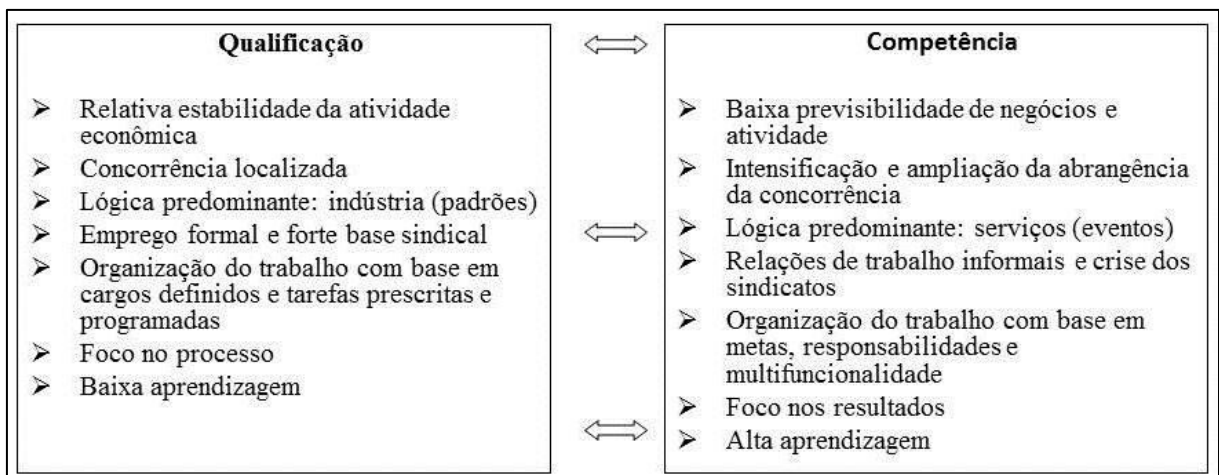 Qualificação
➤ Relativa estabilidade da atividade
econômica
➤ Concorrência localizada
➤ Lógica predominante: indústria (padrões)
➤ Emprego formal e forte base sindical
➤ Organização do trabalho com base em
cargos definidos e tarefas prescritas e
programadas
➤ Foco no processo
➤ Baixa aprendizagem
Competência
➤ Baixa previsibilidade de negócios e
atividade
➤ Intensificação e ampliação da abrangência
da concorrência
➤ Lógica predominante: serviços (eventos)
➤ Relações de trabalho informais e crise dos
sindicatos
➤ Organização do trabalho com base em
metas, responsabilidades e
multifuncionalidade
➤ Foco nos resultados
➤ Alta aprendizagem